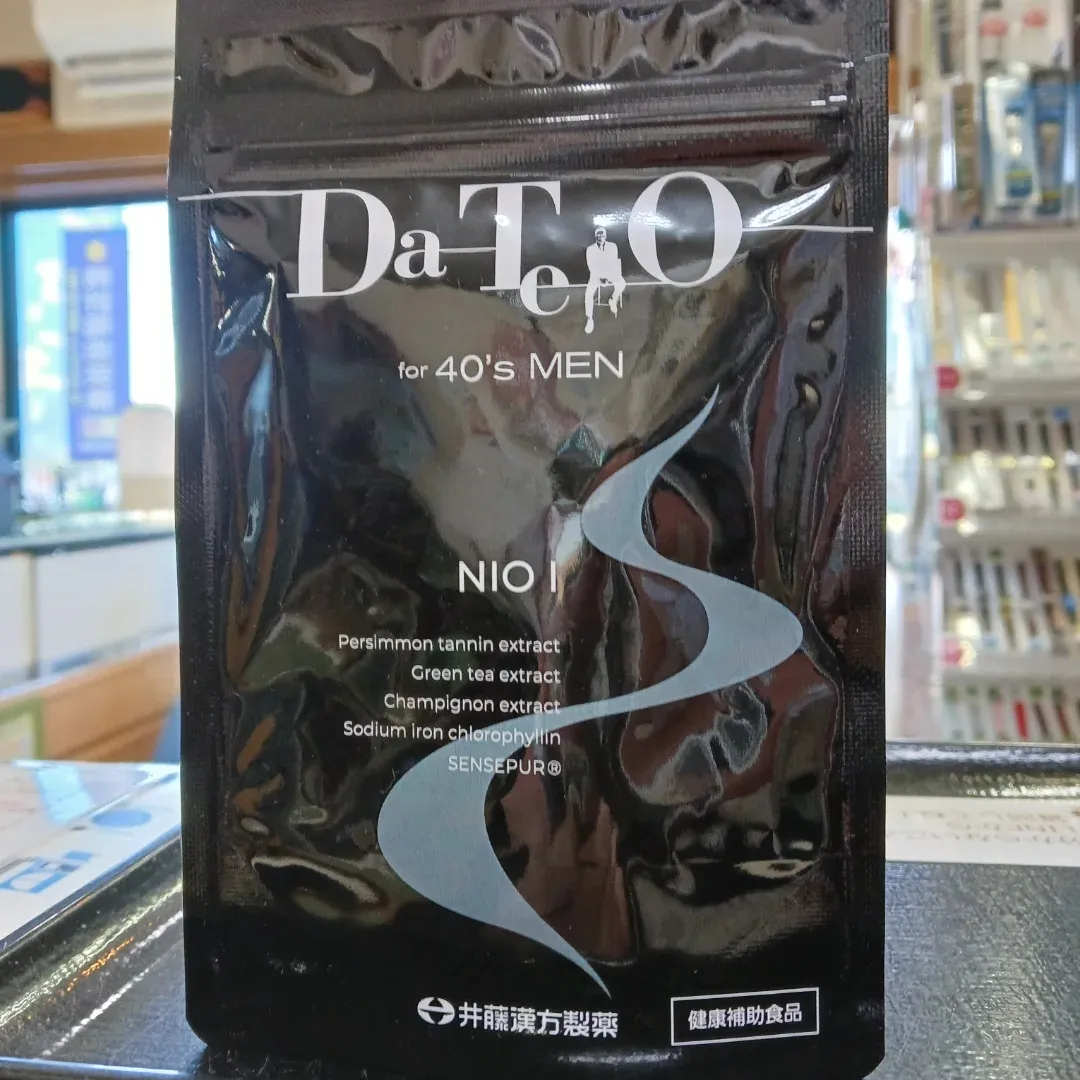 DaTeO
for 40's MEN
NIO I
Persimmon tannin extract
Green tea extract
Champignon extract
Sodium iron chlorophyllin
SENSEPUR®
井藤漢方製薬
健康補助食品